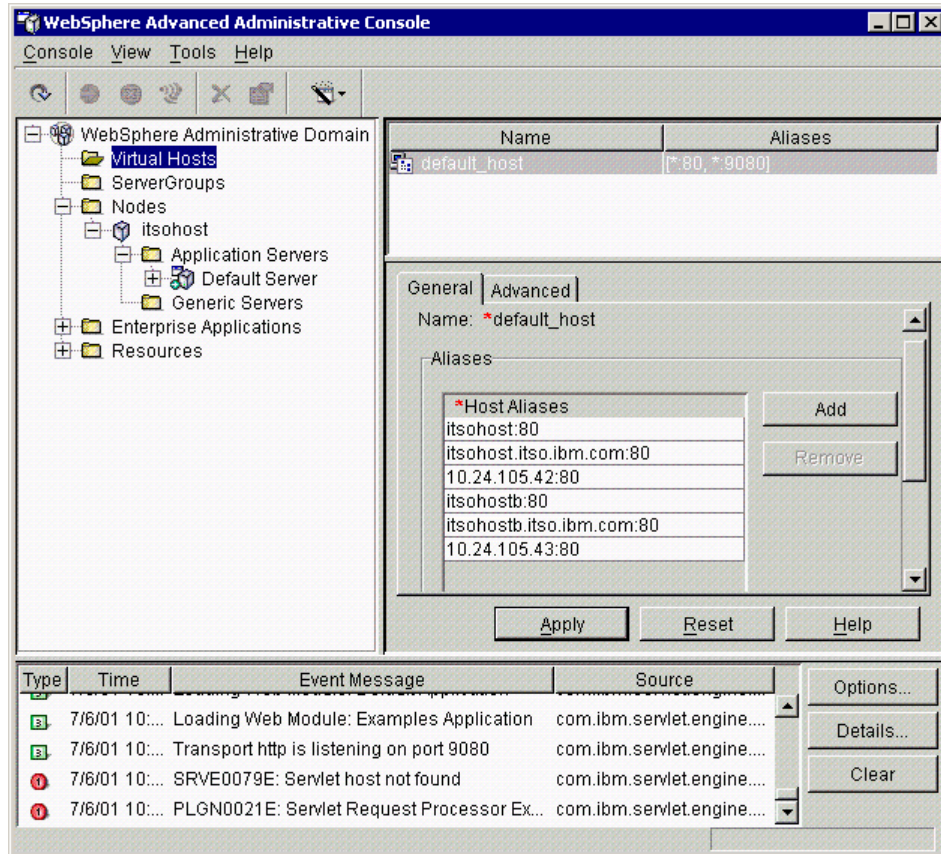 WebSphere Advanced Administrative Console
Console View Tools Help
WebSphere Administrative Domain
Virtual Hosts
ServerGroups
Nodes
itsohost
Application Servers
Default Server
Generic Servers
Enterprise Applications
Resources
Name Aliases
default_host [*:80, *:9080]
General Advanced
Name: *default_host
Aliases
*Host Aliases
itsohost:80
itsohost.itso.ibm.com:80
10.24.105.42:80
itsohostb:80
itsohostb.itso.ibm.com:80
10.24.105.43:80
Add
Remove
Apply Reset Help
Type Time Event Message Source
7/6/01 10:... Loading Web Module: Examples Application com.ibm.servlet.engine....
7/6/01 10:... Transport http is listening on port 9080 com.ibm.servlet.engine....
7/6/01 10:... SRVE0079E: Servlet host not found com.ibm.servlet.engine....
7/6/01 10:... PLGN0021E: Servlet Request Processor Ex... com.ibm.servlet.engine....
Options...
Details...
Clear